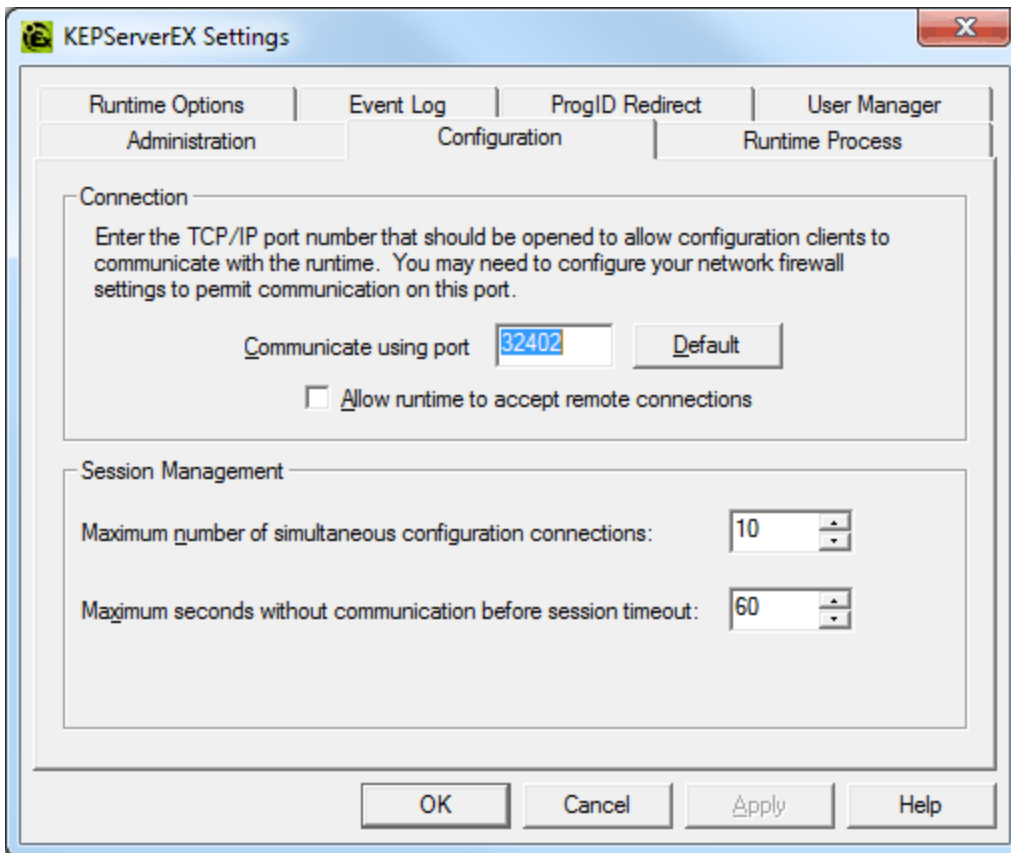 KEPServerEX Settings
Runtime Options Event Log ProgID Redirect User Manager
Administration Configuration Runtime Process
Connection
Enter the TCP/IP port number that should be opened to allow configuration clients to
communicate with the runtime. You may need to configure your network firewall
settings to permit communication on this port.
Communicate using port 32402 Default
Allow runtime to accept remote connections
Session Management
Maximum number of simultaneous configuration connections: 10
Maximum seconds without communication before session timeout: 60
OK Cancel Apply Help